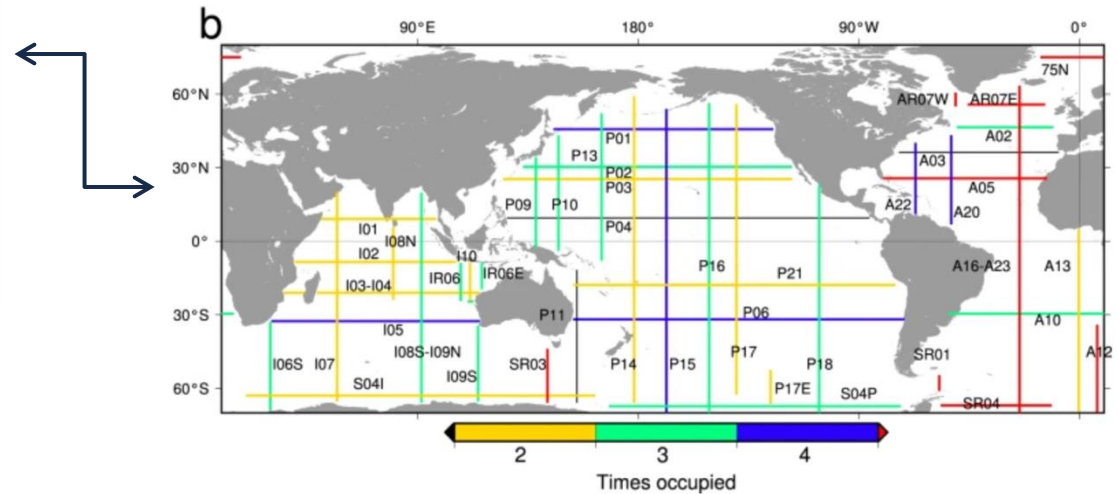 b
90°E 180° 90°W 0°
75N
60°N
AR07W AR07E
P01
A02
P13
A03
30°N
P02
P03
A05
P09 P10
A22
A20
P04
I01
I08N
0°
I02
I10
IR06
IR06E
P16
P21
A16-A23
A13
I03-I04
30°S
P11
P06
A10
I05
I08S-I09N
SR01
A12
I06S I07
I09S
SR03
P14 P15 P17 P18
60°S
S04I
P17E
S04P
SR04
2 3 4
Times occupied